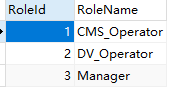 RoleId RoleName
1 CMS_Operator
2 DV_Operator
3 Manager